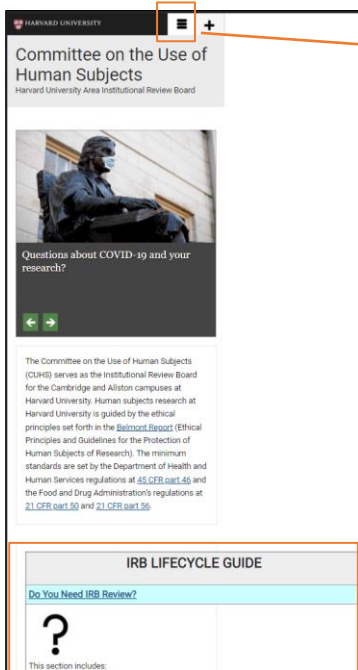 HARVARD UNIVERSITY
Committee on the Use of
Human Subjects
Harvard University Area Institutional Review Board
Questions about COVID-19 and your
research?
The Committee on the Use of Human Subjects
(CUHS) serves as the Institutional Review Board
for the Cambridge and Allston campuses at
Harvard University. Human subjects research at
Harvard University is guided by the ethical
principles set forth in the Belmont Report (Ethical
Principles and Guidelines for the Protection of
Human Subjects of Research). The minimum
standards are set by the Department of Health and
Human Services regulations at 45 CFR part 46 and
the Food and Drug Administration's regulations at
21 CFR part 50 and 21 CFR part 56.
IRB LIFECYCLE GUIDE
Do You Need IRB Review?
?
This section includes: